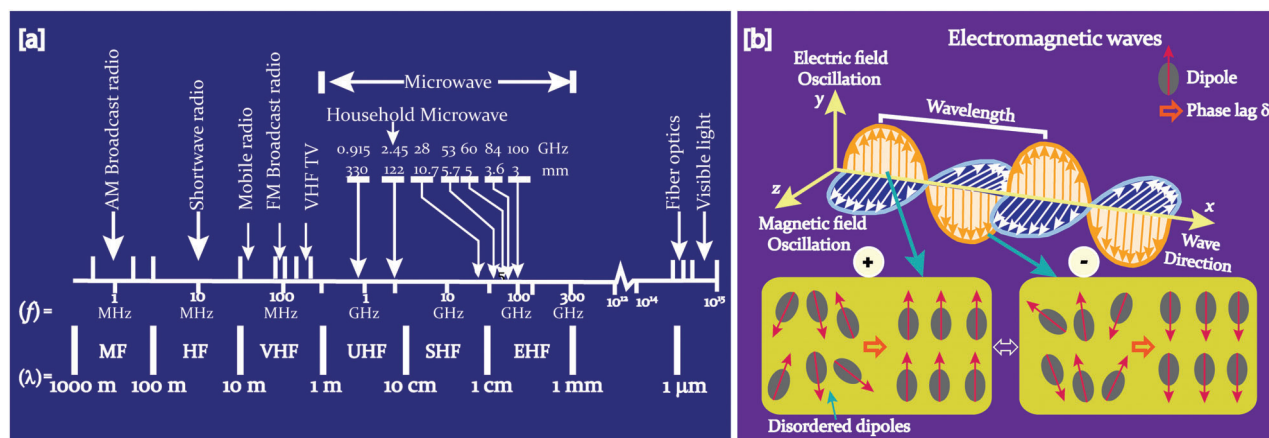 [a]
AM Broadcast radio
Shortwave radio
Mobile radio
FM Broadcast radio
VHF TV
Microwave
Household Microwave
0.915 2.45 28 53 60 84 100 GHz
330 122 10.7 5.7 5 3.6 3 mm
Fiber optics
Visible light
(f) = 1 10 100 1 10 100 300 10¹² 10¹⁴ 10¹⁵
MHz MHz MHz GHz GHz GHz GHz
MF HF VHF UHF SHF EHF
(λ)= 1000 m 100 m 10 m 1 m 10 cm 1 cm 1 mm 1 μm
[b]
Electromagnetic waves
Electric field
Oscillation
y
Dipole
Phase lag δ
Wavelength
z
Magnetic field
Oscillation
x
Wave
Direction
+
-
Disordered dipoles